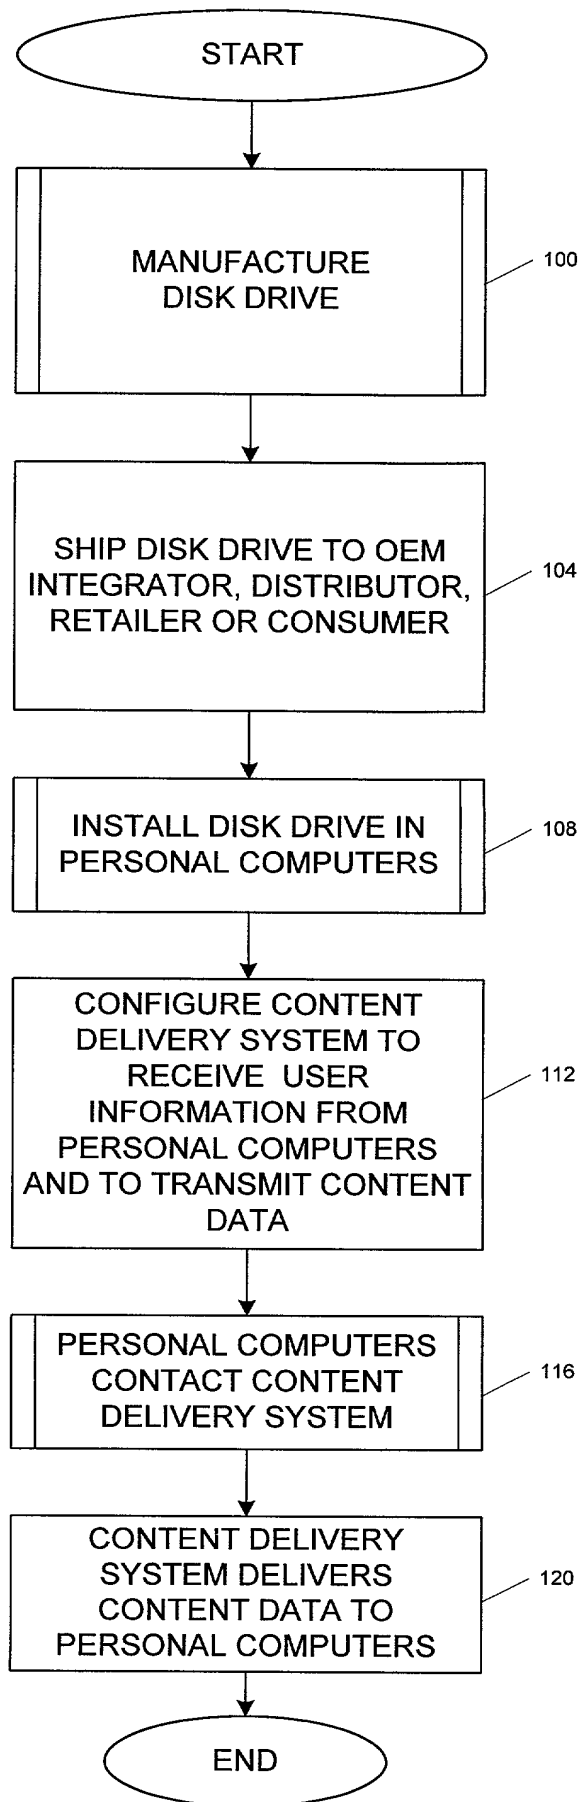 START
MANUFACTURE
DISK DRIVE
100
SHIP DISK DRIVE TO OEM
INTEGRATOR, DISTRIBUTOR,
RETAILER OR CONSUMER
104
INSTALL DISK DRIVE IN
PERSONAL COMPUTERS
108
CONFIGURE CONTENT
DELIVERY SYSTEM TO
RECEIVE USER
INFORMATION FROM
PERSONAL COMPUTERS
AND TO TRANSMIT CONTENT
DATA
112
PERSONAL COMPUTERS
CONTACT CONTENT
DELIVERY SYSTEM
116
CONTENT DELIVERY
SYSTEM DELIVERS
CONTENT DATA TO
PERSONAL COMPUTERS
120
END